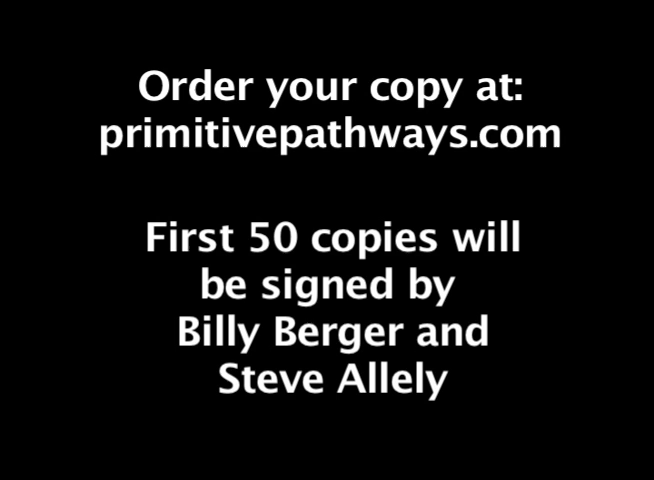 Order your copy at:
primitivepathways.com
First 50 copies will
be signed by
Billy Berger and
Steve Allely